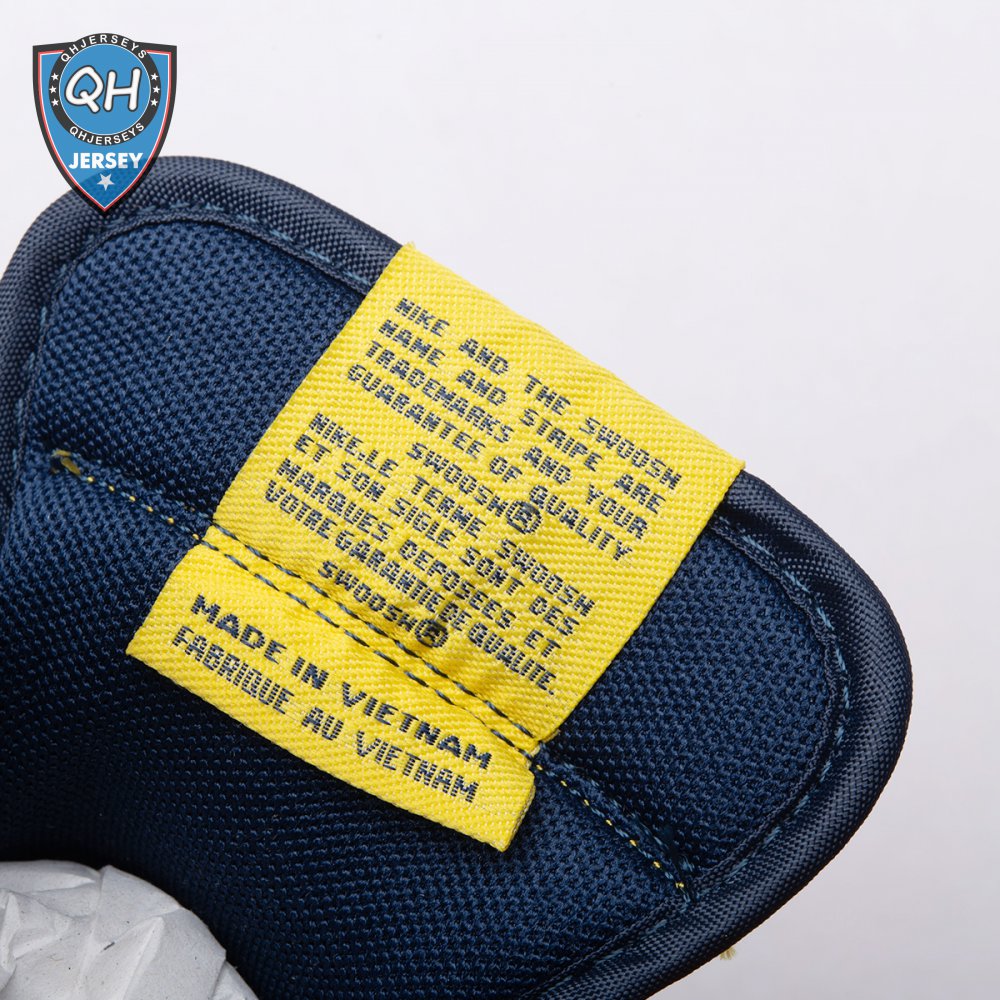 QHJERSEYS
QH
QHJERSEYS
JERSEY
NIKE AND THE SWOOSH
NAME AND STRIPE ARE
TRADEMARKS AND YOUR
GUARANTEE OF QUALITY
SWOOSH®
NIKE.LE TERME SWOOSH
ET SON SIGLE SONT DES
MARQUES DEPOSEES ET
VOTRE GARANTIE DE QUALITE.
SWOOSH®
MADE IN VIETNAM
FABRIQUE AU VIETNAM